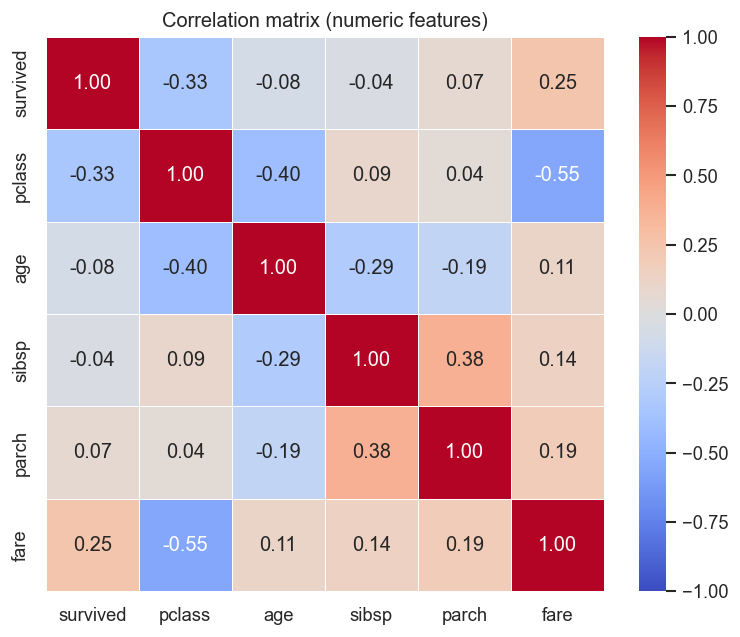 Correlation matrix (numeric features)
survived 1.00 -0.33 -0.08 -0.04 0.07 0.25
pclass -0.33 1.00 -0.40 0.09 0.04 -0.55
age -0.08 -0.40 1.00 -0.29 -0.19 0.11
sibsp -0.04 0.09 -0.29 1.00 0.38 0.14
parch 0.07 0.04 -0.19 0.38 1.00 0.19
fare 0.25 -0.55 0.11 0.14 0.19 1.00
survived pclass age sibsp parch fare
1.00
0.75
0.50
0.25
0.00
−0.25
−0.50
−0.75
−1.00